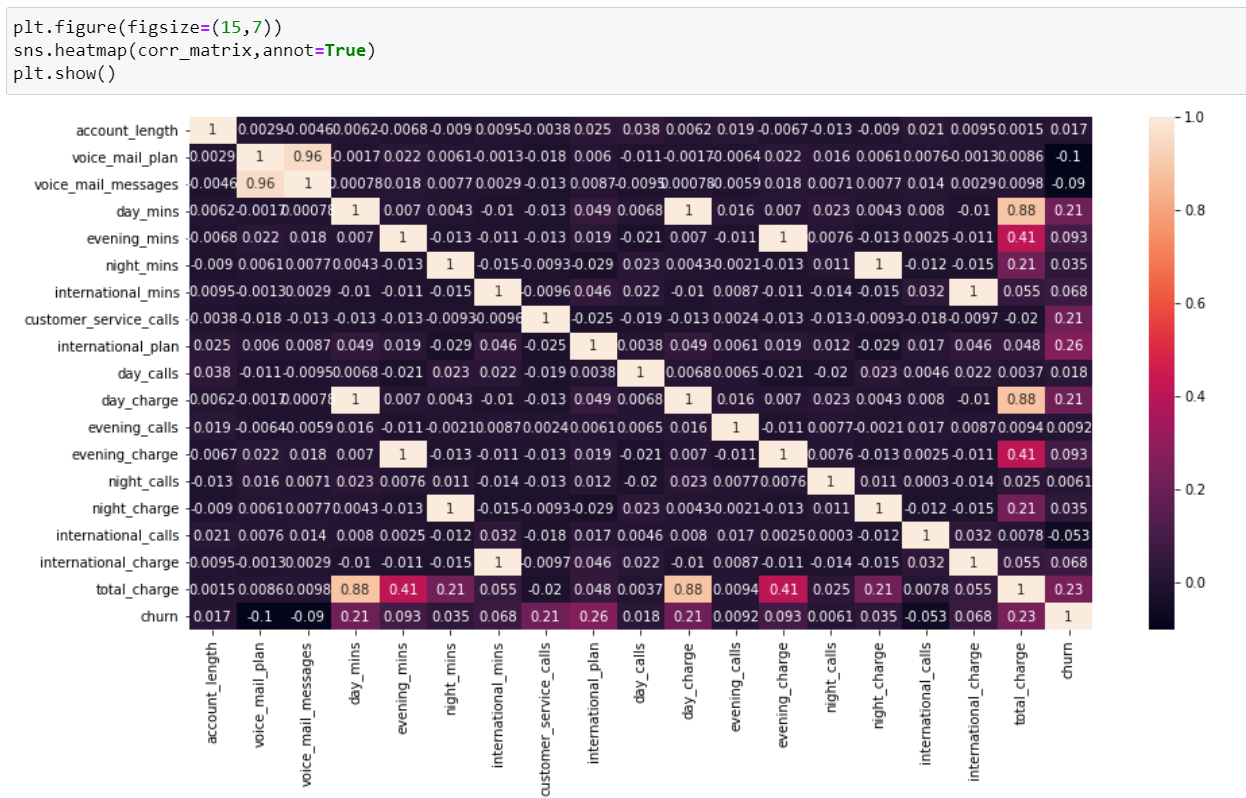 plt.figure(figsize=(15,7))
sns.heatmap(corr_matrix,annot=True)
plt.show()
account_length 1 0.0029 -0.0046 0.0062 -0.0068 -0.009 0.0095 -0.0038 0.025 0.038 0.0062 0.019 -0.0067 -0.013 -0.009 0.021 0.0095 0.0015 0.017
voice_mail_plan 0.0029 1 0.96 -0.0017 0.022 0.0061 -0.0013 -0.018 0.006 -0.011 -0.0017 -0.0064 0.022 0.016 0.0061 0.0076 -0.0013 0.0086 -0.1
voice_mail_messages -0.0046 0.96 1 0.00078 0.018 0.0077 0.0029 -0.013 0.0087 -0.0095 0.00078 -0.0059 0.018 0.0071 0.0077 0.014 0.0029 0.0098 -0.09
day_mins 0.0062 -0.0017 0.00078 1 0.007 0.0043 -0.01 -0.013 0.049 0.0068 1 0.016 0.007 0.023 0.0043 0.008 -0.01 0.88 0.21
evening_mins -0.0068 0.022 0.018 0.007 1 -0.013 -0.011 -0.013 0.019 -0.021 0.007 -0.011 1 0.0076 -0.013 0.0025 -0.011 0.41 0.093
night_mins -0.009 0.0061 0.0077 0.0043 -0.013 1 -0.015 -0.0093 -0.029 0.023 0.0043 -0.0021 -0.013 0.011 1 -0.012 -0.015 0.21 0.035
international_mins 0.0095 -0.0013 0.0029 -0.01 -0.011 -0.015 1 -0.0096 0.046 0.022 -0.01 0.0087 -0.011 -0.014 -0.015 0.032 1 0.055 0.068
customer_service_calls -0.0038 -0.018 -0.013 -0.013 -0.013 -0.0093 -0.0096 1 -0.025 -0.019 -0.013 0.0024 -0.013 -0.013 -0.0093 -0.018 -0.0097 -0.02 0.21
international_plan 0.025 0.006 0.0087 0.049 0.019 -0.029 0.046 -0.025 1 0.0038 0.049 0.0061 0.019 0.012 -0.029 0.017 0.046 0.048 0.26
day_calls 0.038 -0.011 -0.0095 0.0068 -0.021 0.023 0.022 -0.019 0.0038 1 0.0068 0.0065 -0.021 -0.02 0.023 0.0046 0.022 0.0037 0.018
day_charge 0.0062 -0.0017 0.00078 1 0.007 0.0043 -0.01 -0.013 0.049 0.0068 1 0.016 0.007 0.023 0.0043 0.008 -0.01 0.88 0.21
evening_calls 0.019 -0.0064 -0.0059 0.016 -0.011 -0.0021 0.0087 0.0024 0.0061 0.0065 0.016 1 -0.011 0.0077 -0.0021 0.017 0.0087 0.0094 0.0092
evening_charge -0.0067 0.022 0.018 0.007 1 -0.013 -0.011 -0.013 0.019 -0.021 0.007 -0.011 1 0.0076 -0.013 0.0025 -0.011 0.41 0.093
night_calls -0.013 0.016 0.0071 0.023 0.0076 0.011 -0.014 -0.013 0.012 -0.02 0.023 0.0077 0.0076 1 0.011 0.0003 -0.014 0.025 0.0061
night_charge -0.009 0.0061 0.0077 0.0043 -0.013 1 -0.015 -0.0093 -0.029 0.023 0.0043 -0.0021 -0.013 0.011 1 -0.012 -0.015 0.21 0.035
international_calls 0.021 0.0076 0.014 0.008 0.0025 -0.012 0.032 -0.018 0.017 0.0046 0.008 0.017 0.0025 0.0003 -0.012 1 0.032 0.0078 -0.053
international_charge 0.0095 -0.0013 0.0029 -0.01 -0.011 -0.015 1 -0.0097 0.046 0.022 -0.01 0.0087 -0.011 -0.014 -0.015 0.032 1 0.055 0.068
total_charge 0.0015 0.0086 0.0098 0.88 0.41 0.21 0.055 -0.02 0.048 0.0037 0.88 0.0094 0.41 0.025 0.21 0.0078 0.055 1 0.23
churn 0.017 -0.1 -0.09 0.21 0.093 0.035 0.068 0.21 0.26 0.018 0.21 0.0092 0.093 0.0061 0.035 -0.053 0.068 0.23 1
account_length
voice_mail_plan
voice_mail_messages
day_mins
evening_mins
night_mins
international_mins
customer_service_calls
international_plan
day_calls
day_charge
evening_calls
evening_charge
night_calls
night_charge
international_calls
international_charge
total_charge
churn
1.0
0.8
0.6
0.4
0.2
0.0